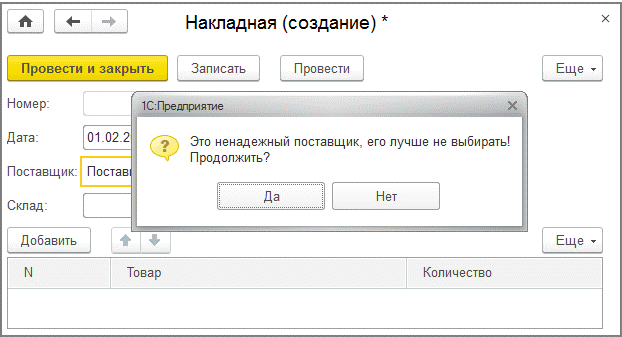 Накладная (создание) *
Провести и закрыть
Записать
Провести
Еще
Номер:
1С:Предприятие
Это ненадежный поставщик, его лучше не выбирать!
Продолжить?
Да
Нет
Дата:
01.02.2
Поставщик:
Склад:
Добавить
Еще
N Товар Количество